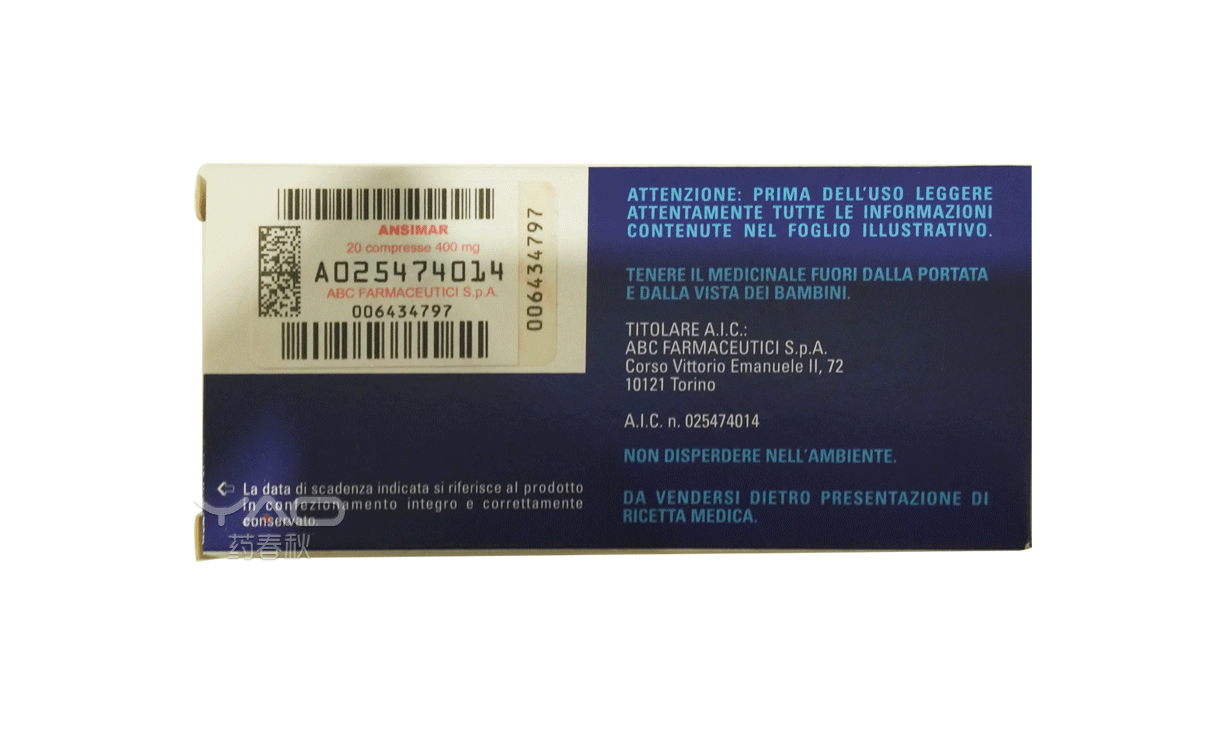 ANSIMAR
20 compresse 400 mg
A025474014
ABC FARMACEUTICI S.p.A.
006434797
006434797
La data di scadenza indicata si riferisce al prodotto
in confezionamento integro e correttamente
conservato.
YAO
药春秋
ATTENZIONE: PRIMA DELL'USO LEGGERE
ATTENTAMENTE TUTTE LE INFORMAZIONI
CONTENUTE NEL FOGLIO ILLUSTRATIVO.
TENERE IL MEDICINALE FUORI DALLA PORTATA
E DALLA VISTA DEI BAMBINI.
TITOLARE A.I.C.:
ABC FARMACEUTICI S.p.A.
Corso Vittorio Emanuele II, 72
10121 Torino
A.I.C. n. 025474014
NON DISPERDERE NELL'AMBIENTE.
DA VENDERSI DIETRO PRESENTAZIONE DI
RICETTA MEDICA.